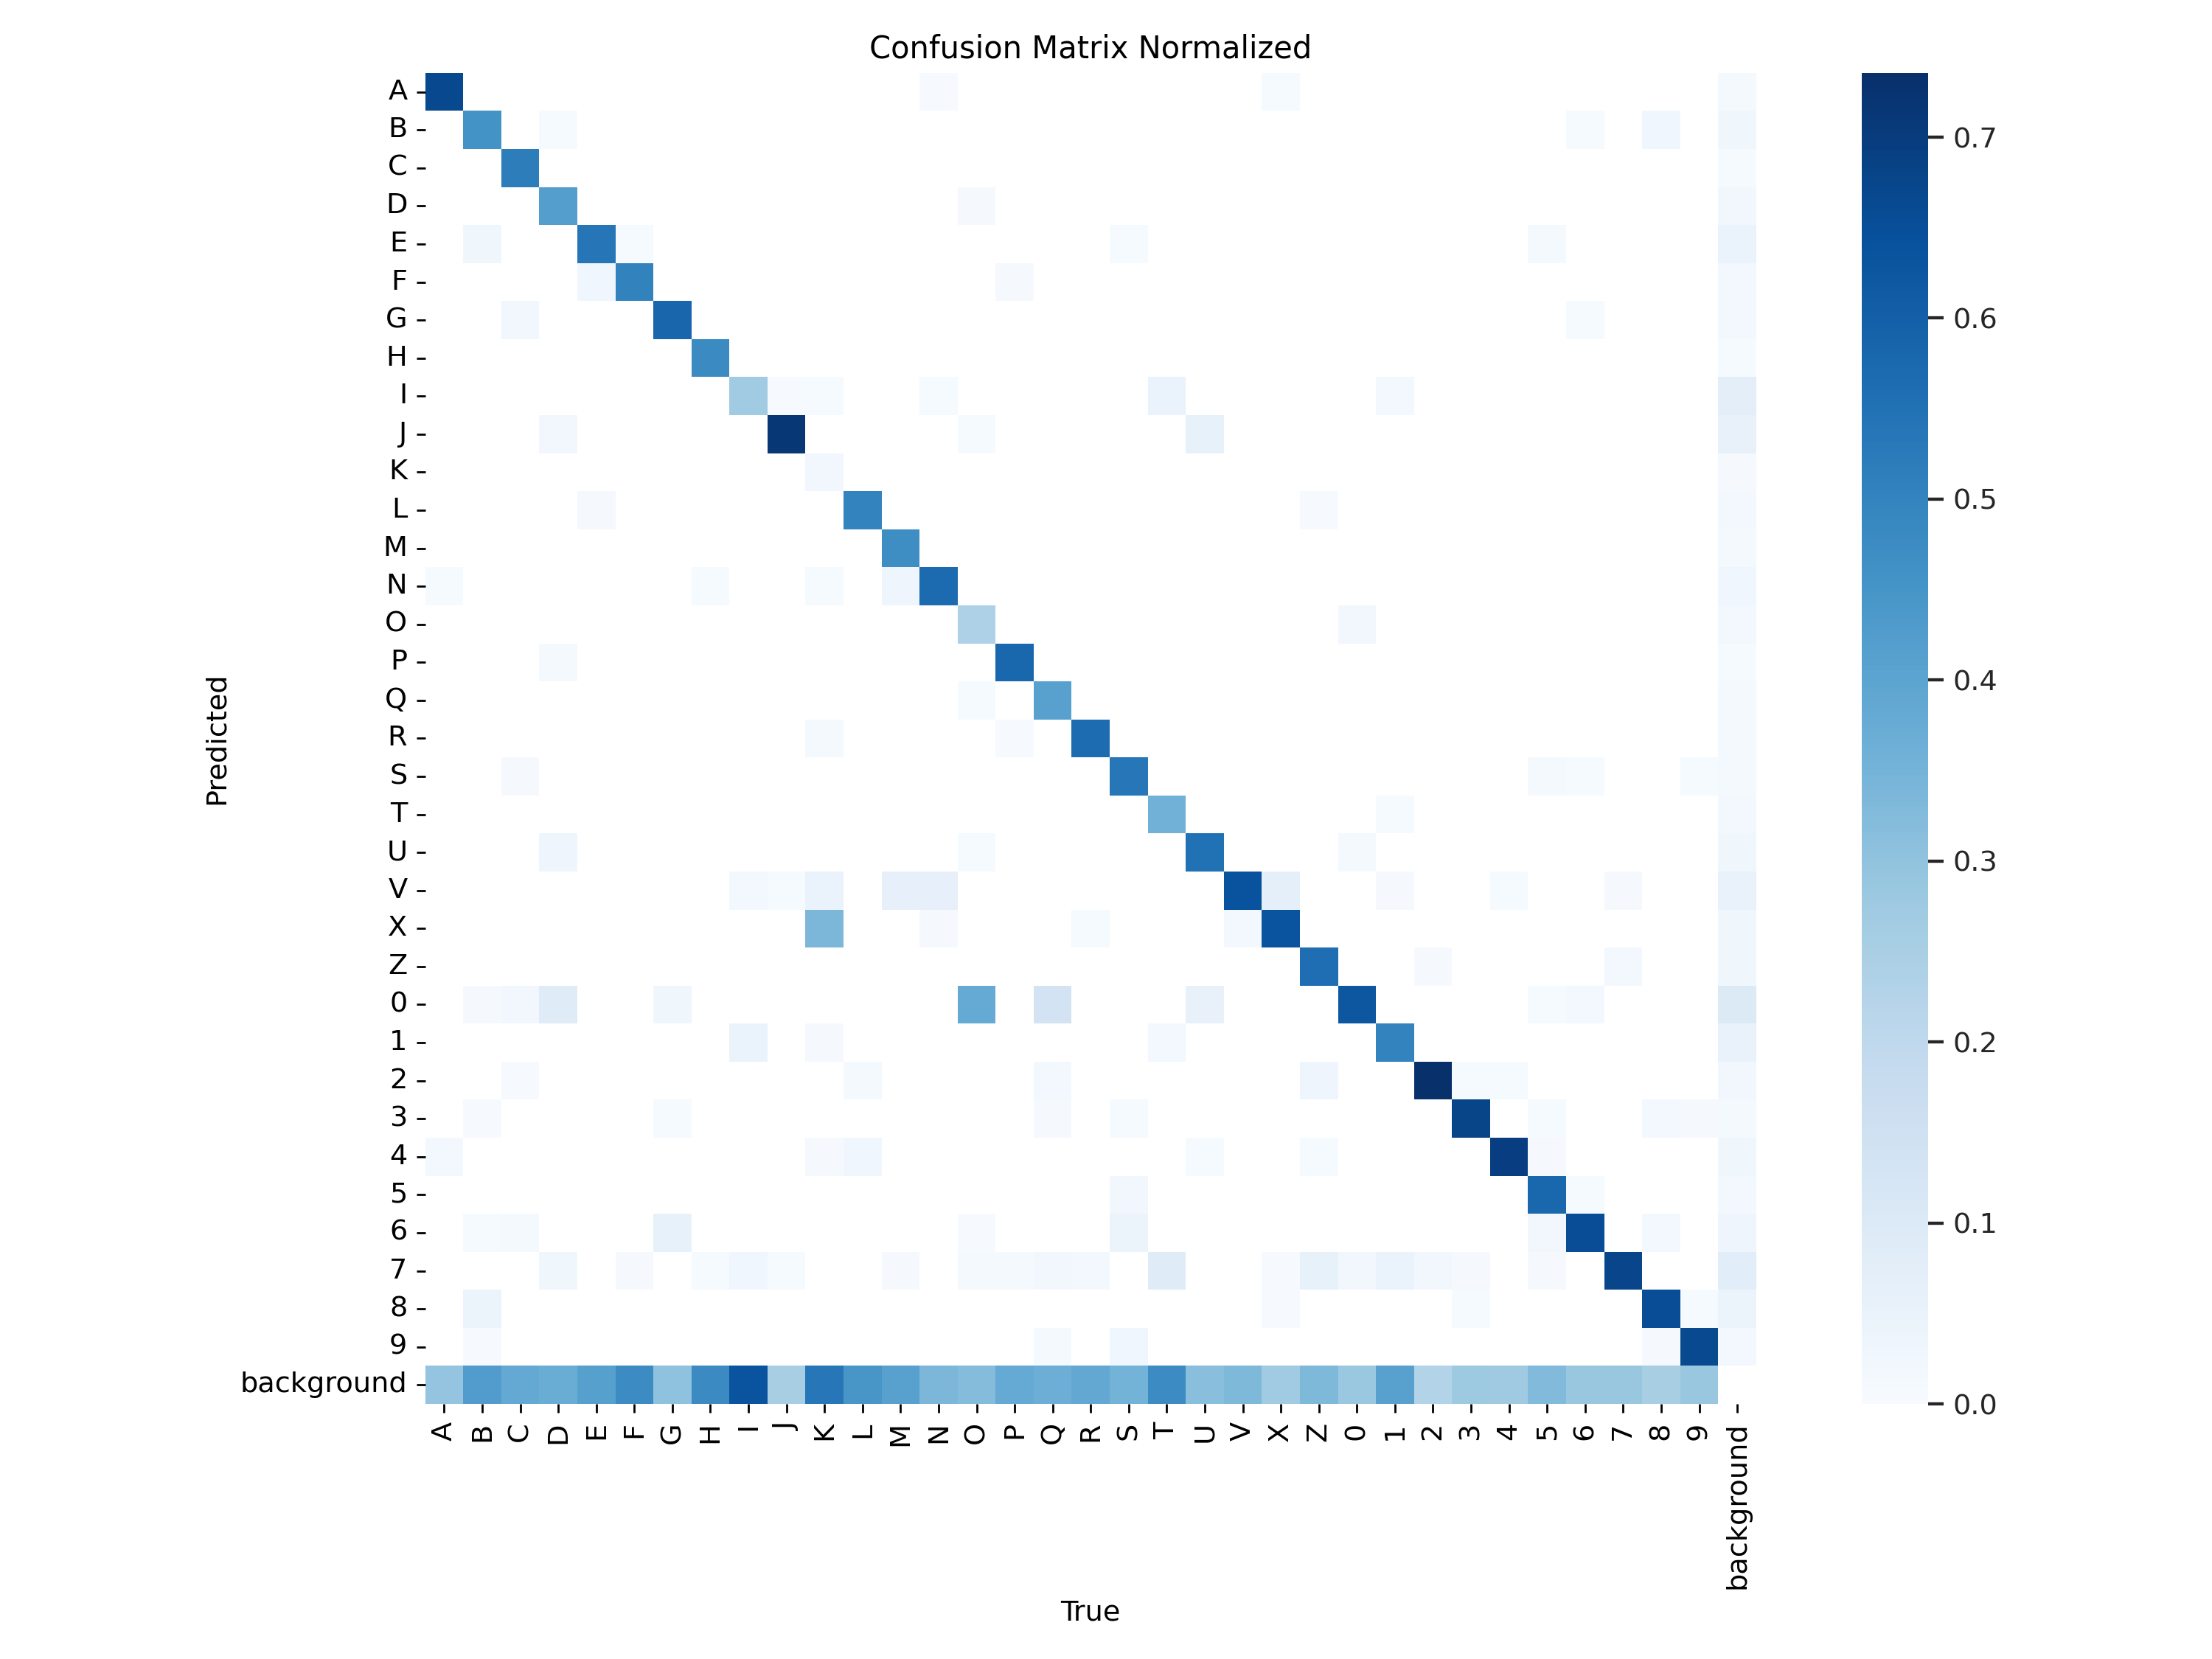 Confusion Matrix Normalized
A
B
C
D
E
F
G
H
I
J
K
L
M
N
O
P
Q
R
S
T
U
V
X
Z
0
1
2
3
4
5
6
7
8
9
background
Predicted
A B C D E F G H I J K L M N O P Q R S T U V X Z 0 1 2 3 4 5 6 7 8 9 background
True
0.7
0.6
0.5
0.4
0.3
0.2
0.1
0.0